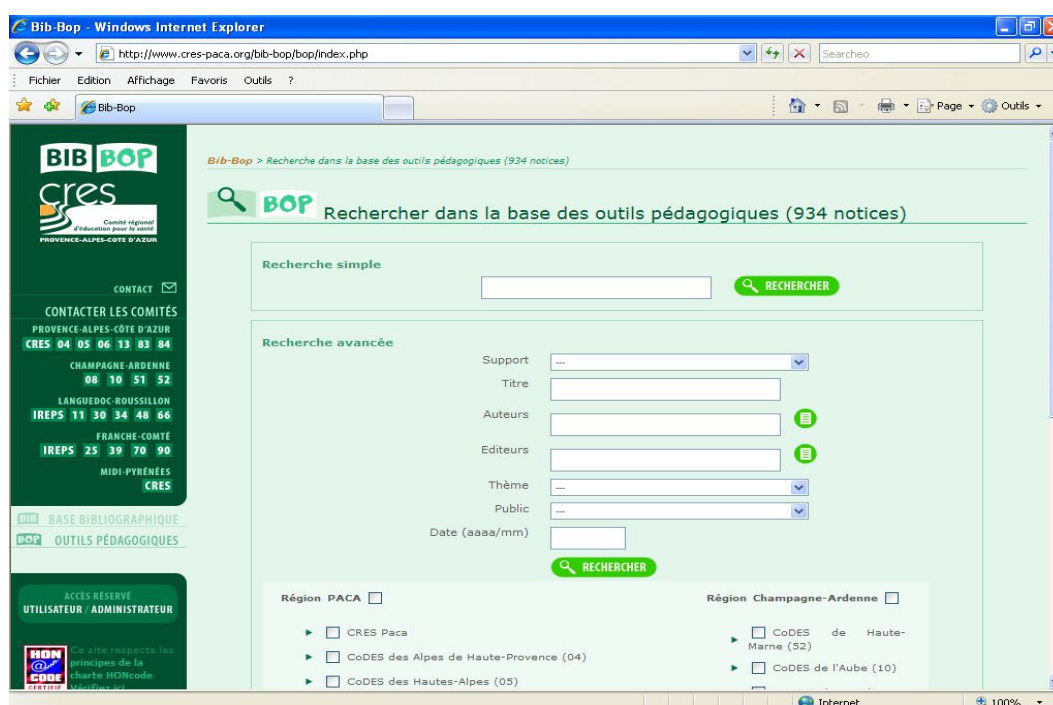 Bib-Bop - Windows Internet Explorer
http://www.cres-paca.org/bib-bop/bop/index.php
Searcheo
Fichier Edition Affichage Favoris Outils ?
Bib-Bop
Page Outils
BIB BOP
cres
Comité régional
d'éducation pour la santé
PROVENCE-ALPES-COTE D'AZUR
CONTACT
CONTACTER LES COMITÉS
PROVENCE-ALPES-CÔTE D'AZUR
CRES 04 05 06 13 83 84
CHAMPAGNE-ARDENNE
08 10 51 52
LANGUEDOC-ROUSSILLON
IREPS 11 30 34 48 66
FRANCHE-COMTÉ
IREPS 25 39 70 90
MIDI-PYRÉNÉES
CRES
BIB BASE BIBLIOGRAPHIQUE
BOP OUTILS PÉDAGOGIQUES
ACCÈS RÉSERVÉ
UTILISATEUR / ADMINISTRATEUR
HON
@
CODE
CERTIFIÉ
Ce site respecte les
principes de la
charte HONcode.
Vérifiez ici
Bib-Bop > Recherche dans la base des outils pédagogiques (934 notices)
BOP Rechercher dans la base des outils pédagogiques (934 notices)
Recherche simple
RECHERCHER
Recherche avancée
Support ---
Titre
Auteurs
Editeurs
Thème ---
Public ---
Date (aaaa/mm)
RECHERCHER
Région PACA
CRES Paca
CoDES des Alpes de Haute-Provence (04)
CoDES des Hautes-Alpes (05)
Région Champagne-Ardenne
CoDES de Haute-
Marne (52)
CoDES de l'Aube (10)
Internet 100%